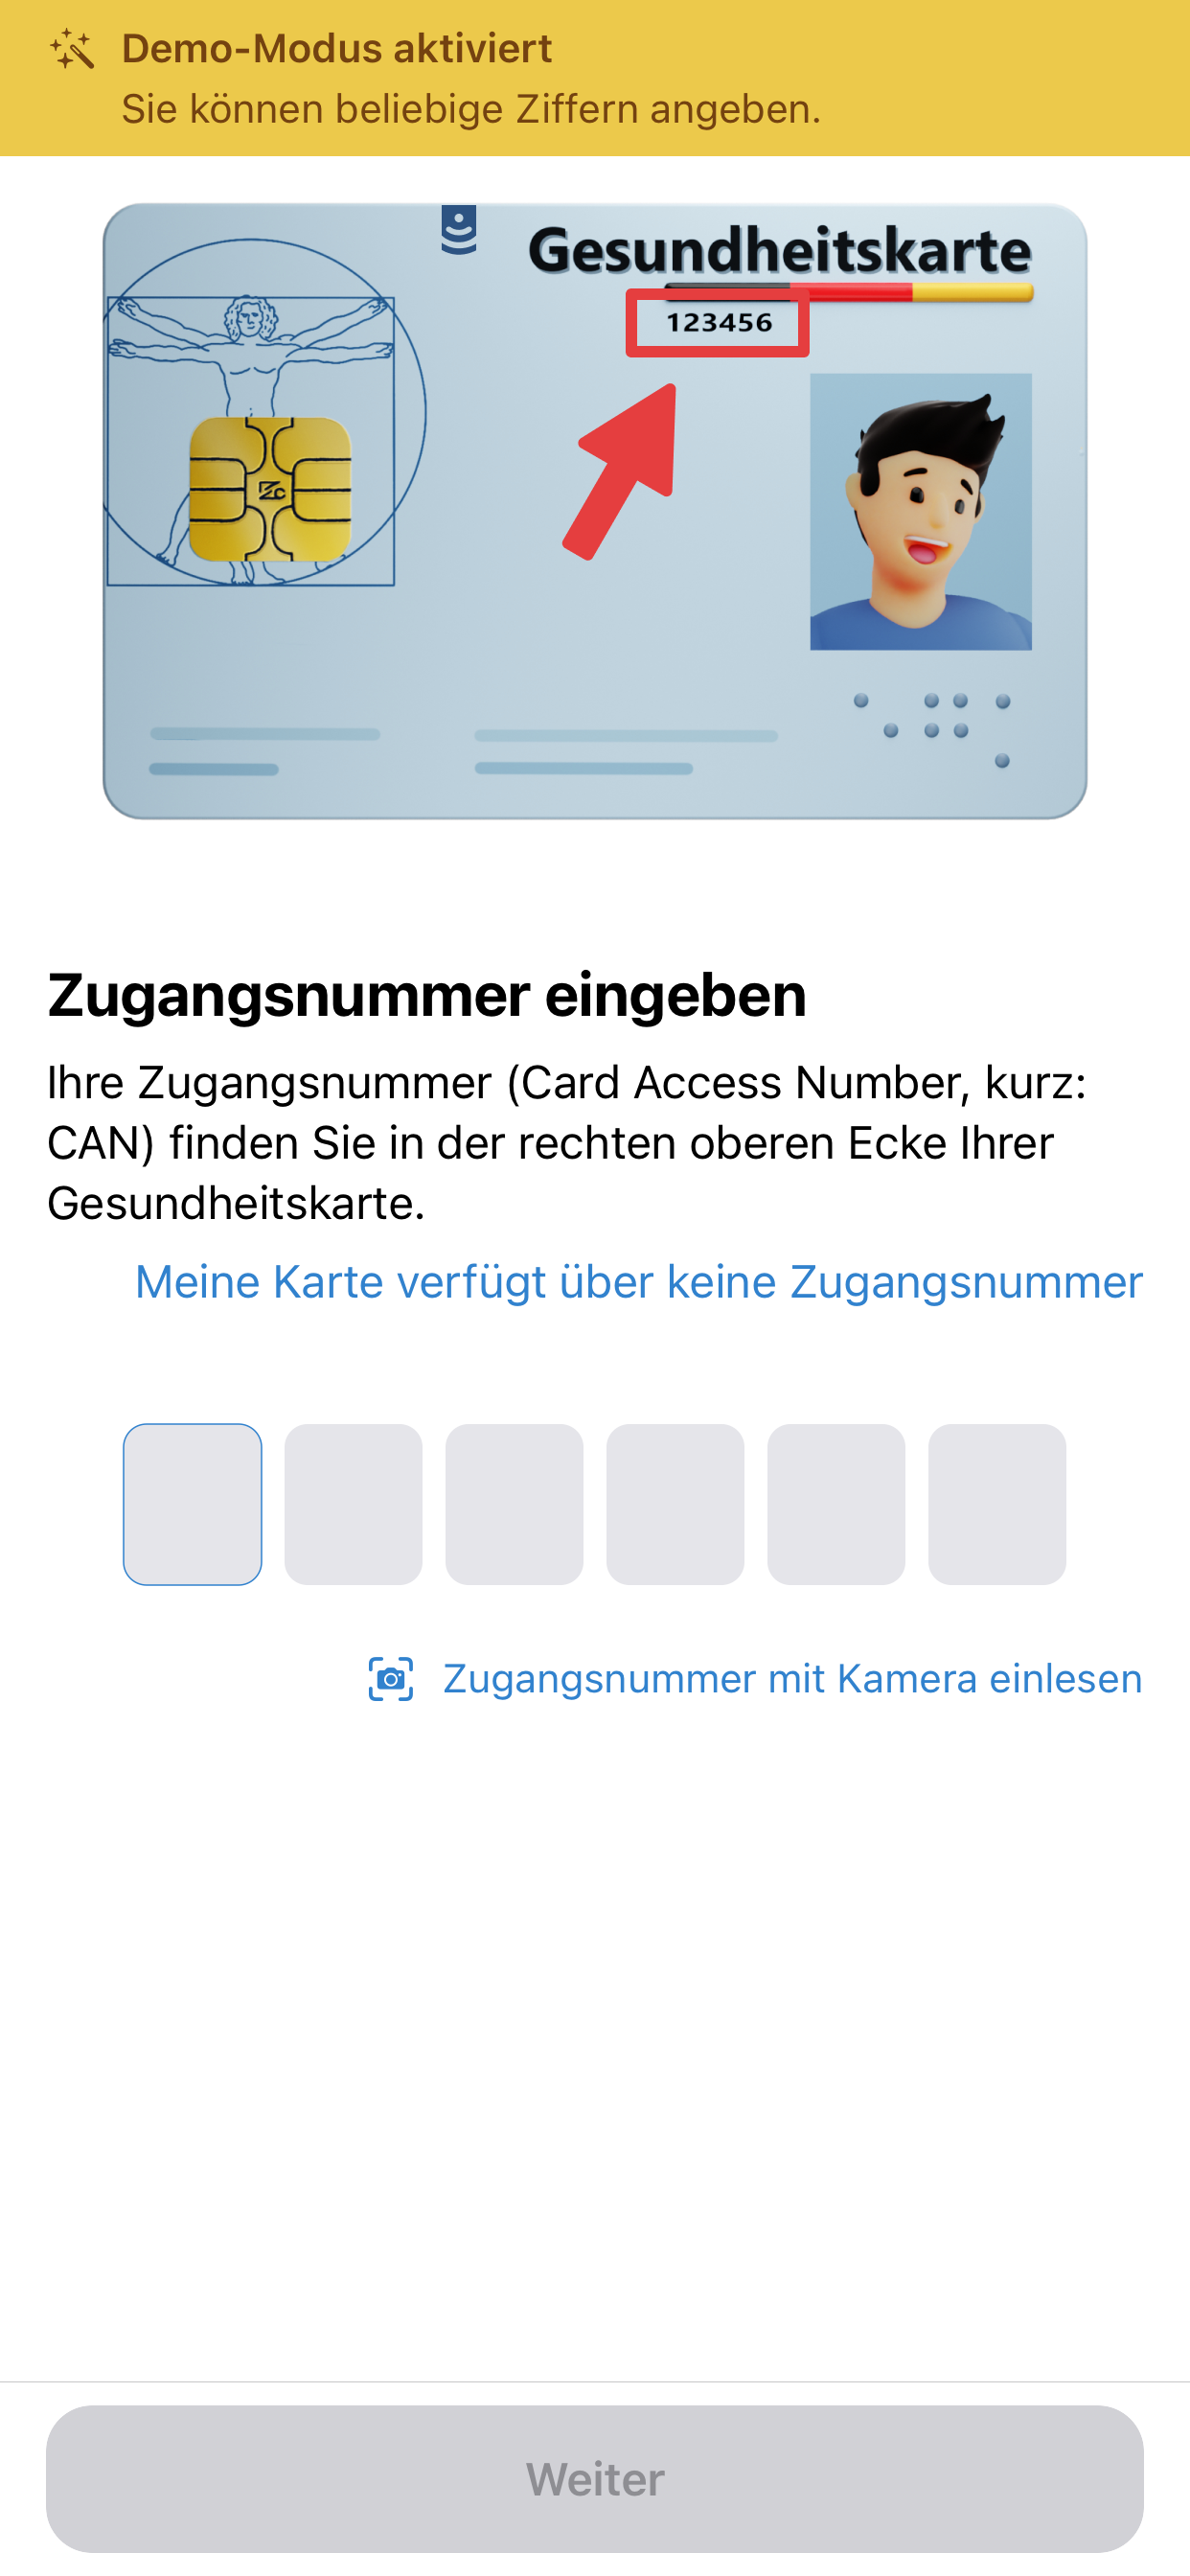 Demo-Modus aktiviert
Sie können beliebige Ziffern angeben.
Gesundheitskarte
123456
Zugangsnummer eingeben
Ihre Zugangsnummer (Card Access Number, kurz:
CAN) finden Sie in der rechten oberen Ecke Ihrer
Gesundheitskarte.
Meine Karte verfügt über keine Zugangsnummer
Zugangsnummer mit Kamera einlesen
Weiter